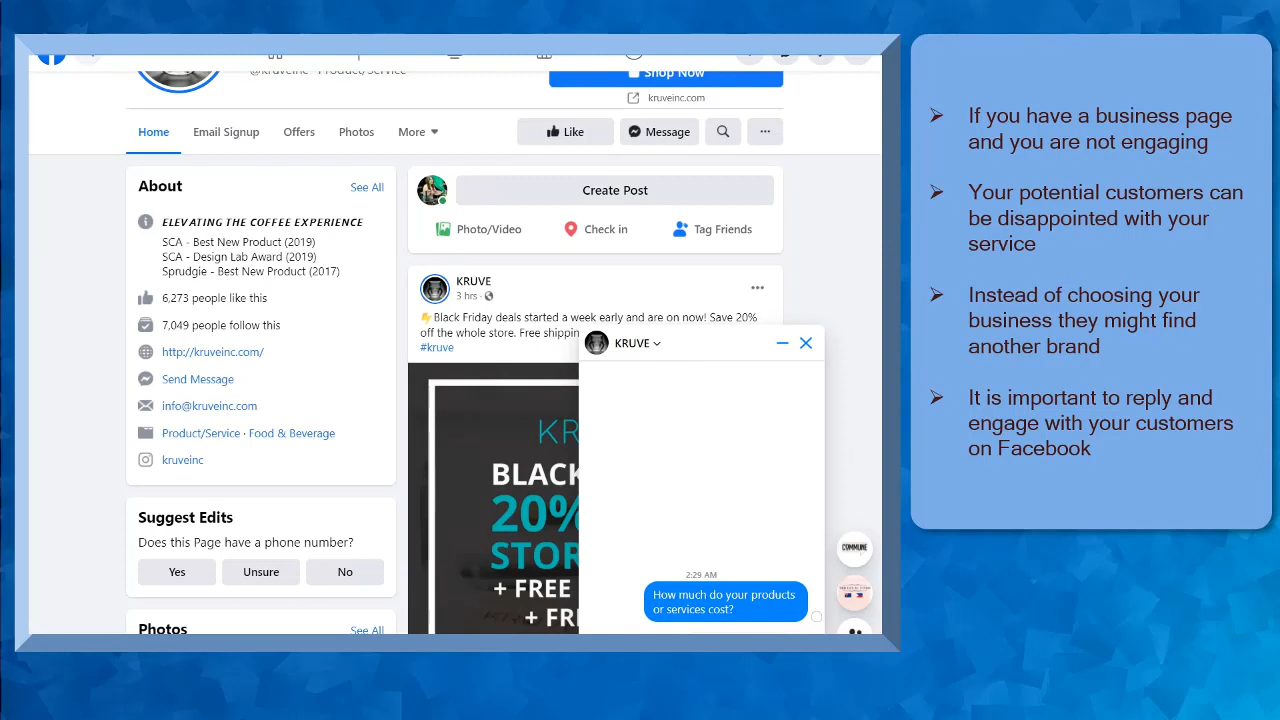 @kruveinc · Product/Service
Shop Now
kruveinc.com
Home
Email Signup
Offers
Photos
More
Like
Message
About
See All
ELEVATING THE COFFEE EXPERIENCE
SCA - Best New Product (2019)
SCA - Design Lab Award (2019)
Sprudgie - Best New Product (2017)
6,273 people like this
7,049 people follow this
http://kruveinc.com/
Send Message
info@kruveinc.com
Product/Service · Food & Beverage
kruveinc
Suggest Edits
Does this Page have a phone number?
Yes
Unsure
No
Photos
See All
Create Post
Photo/Video
Check in
Tag Friends
KRUVE
3 hrs ·
⚡Black Friday deals started a week early and are on now! Save 20%
off the whole store. Free shippin
#kruve
KR
BLACK
20%
STOR
+ FREE
+ FR
KRUVE
2:29 AM
How much do your products
or services cost?
COMMUNE
If you have a business page
and you are not engaging
Your potential customers can
be disappointed with your
service
Instead of choosing your
business they might find
another brand
It is important to reply and
engage with your customers
on Facebook